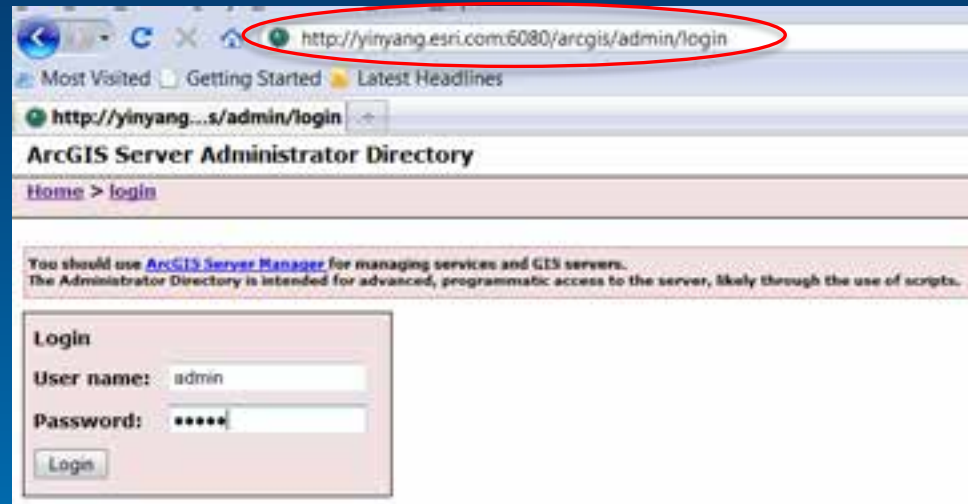 http://yinyang.esri.com:6080/arcgis/admin/login
Most Visited Getting Started Latest Headlines
http://yinyang...s/admin/login
ArcGIS Server Administrator Directory
Home > login
You should use ArcGIS Server Manager for managing services and GIS servers.
The Administrator Directory is intended for advanced, programmatic access to the server, likely through the use of scripts.
Login
User name: admin
Password: •••••
Login